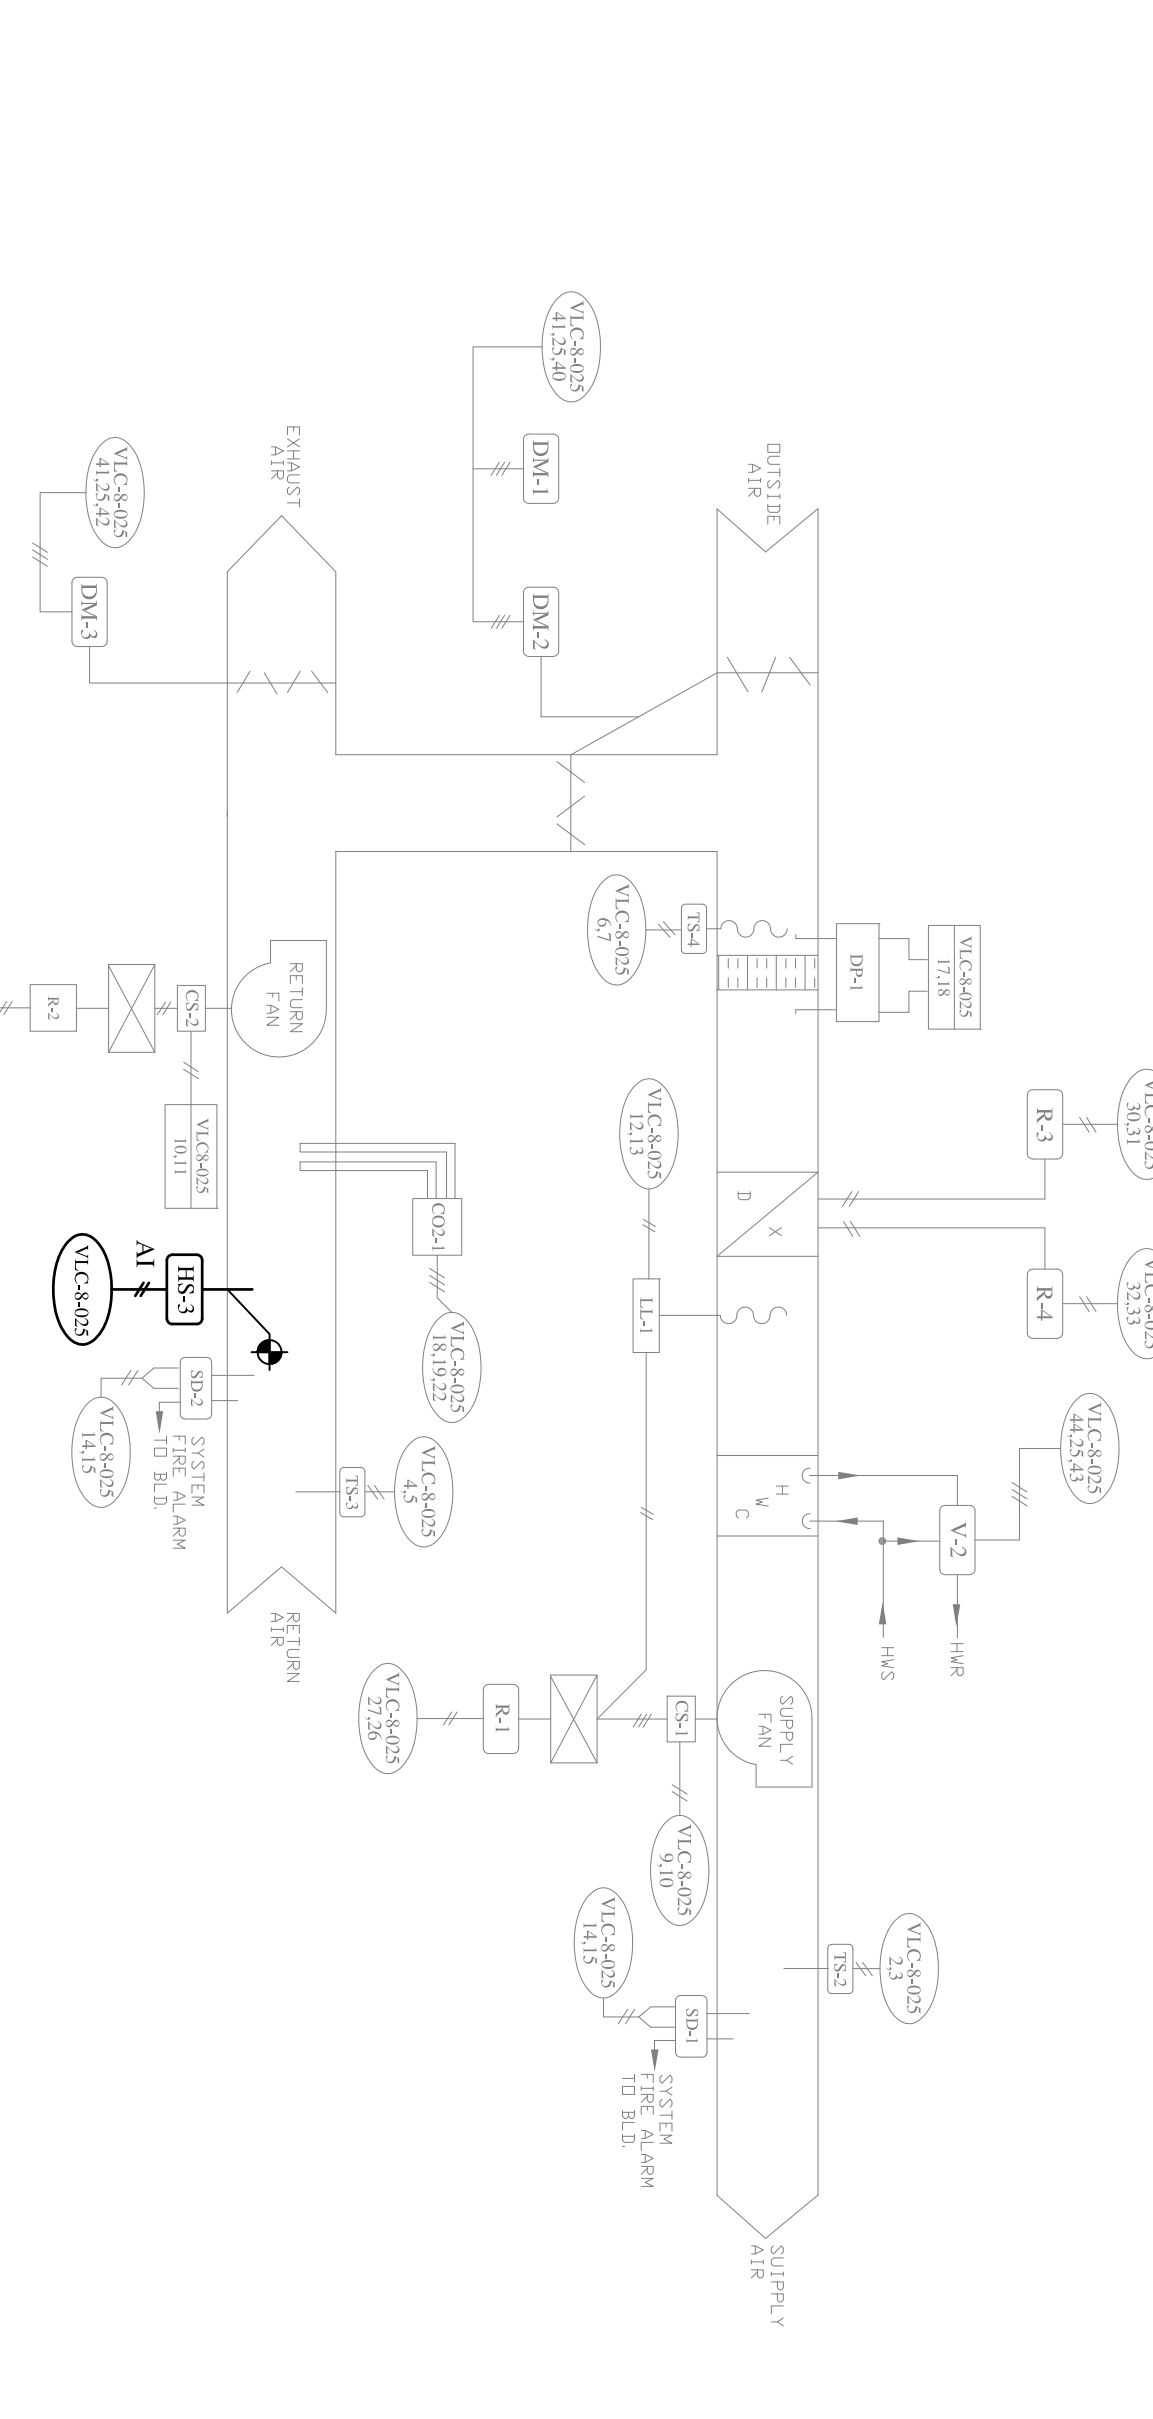 VLC-8-025
30,31
R-3
VLC-8-025
32,33
R-4
VLC-8-025
44,25,43
V-2
HWR
HWS
VLC-8-025
17,18
DP-1
VLC-8-025
2,3
TS-2
OUTSIDE
AIR
D
X
H
W
C
SUPPLY
FAN
SUIPPLY
AIR
TS-4
VLC-8-025
6,7
VLC-8-025
12,13
LL-1
CS-1
VLC-8-025
9,10
SD-1
VLC-8-025
14,15
SYSTEM
FIRE ALARM
TO BLD.
VLC-8-025
41,25,40
DM-1
DM-2
R-1
VLC-8-025
27,26
CO2-1
VLC-8-025
18,19,22
VLC-8-025
4,5
TS-3
EXHAUST
AIR
RETURN
FAN
RETURN
AIR
VLC-8-025
41,25,42
DM-3
CS-2
R-2
VLC8-025
10,11
HS-3
AI
VLC-8-025
SD-2
VLC-8-025
14,15
SYSTEM
FIRE ALARM
TO BLD.